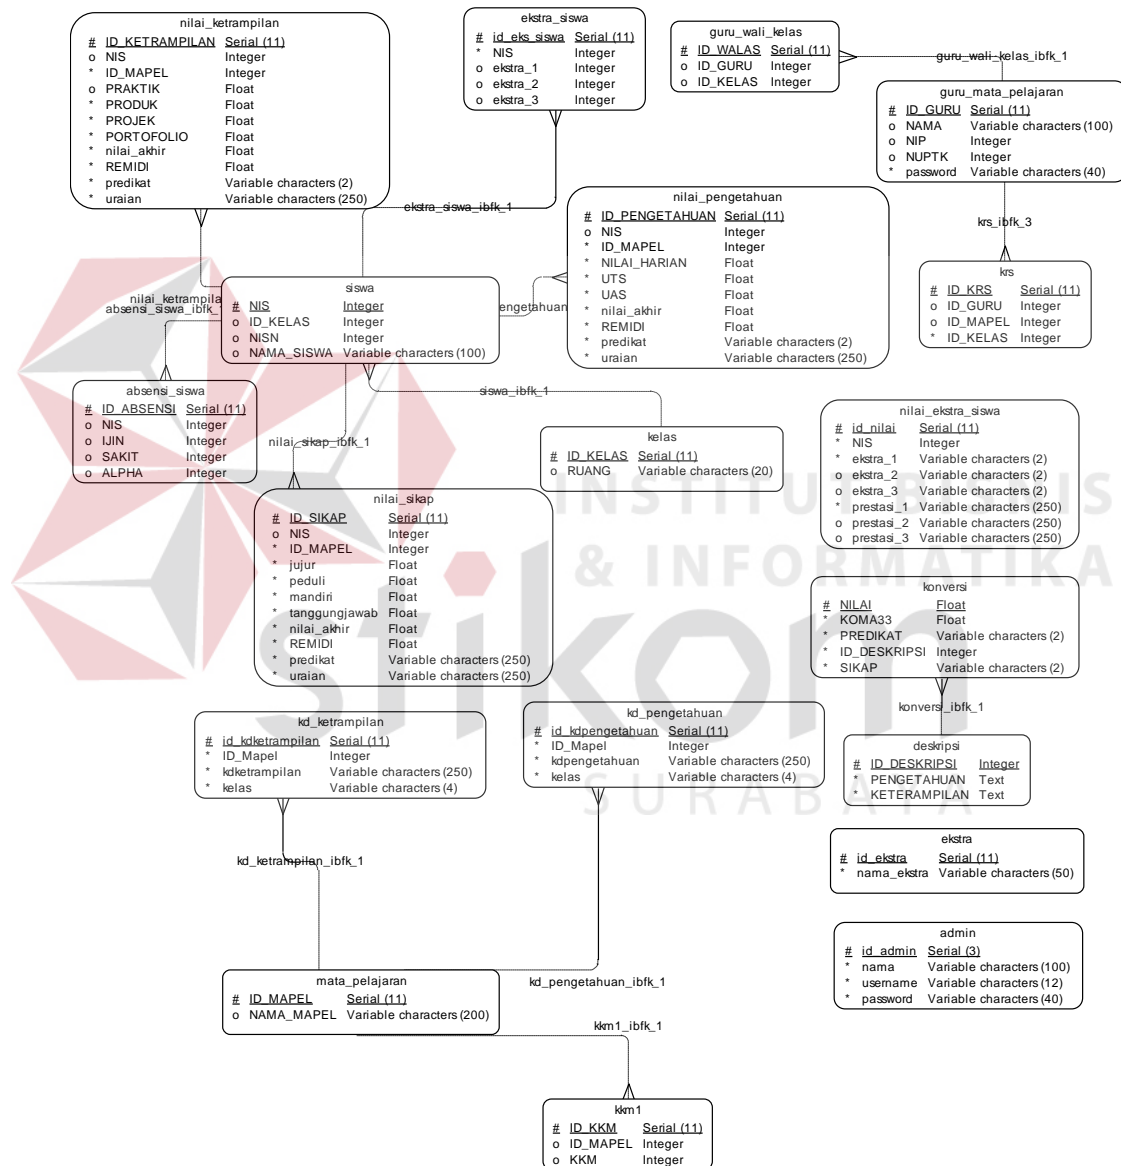 nilai_ketrampilan
# ID_KETRAMPILAN Serial (11)
o NIS Integer
* ID_MAPEL Integer
o PRAKTIK Float
* PRODUK Float
* PROJEK Float
* PORTOFOLIO Float
* nilai_akhir Float
* REMIDI Float
* predikat Variable characters (2)
* uraian Variable characters (250)
ekstra_siswa
# id_eks_siswa Serial (11)
* NIS Integer
o ekstra_1 Integer
o ekstra_2 Integer
o ekstra_3 Integer
guru_wali_kelas
# ID_WALAS Serial (11)
o ID_GURU Integer
o ID_KELAS Integer
guru_wali_kelas_ibfk_1
guru_mata_pelajaran
# ID_GURU Serial (11)
o NAMA Variable characters (100)
o NIP Integer
o NUPTK Integer
* password Variable characters (40)
ekstra_siswa_ibfk_1
nilai_pengetahuan
# ID_PENGETAHUAN Serial (11)
o NIS Integer
* ID_MAPEL Integer
* NILAI_HARIAN Float
* UTS Float
* UAS Float
* nilai_akhir Float
* REMIDI Float
* predikat Variable characters (2)
* uraian Variable characters (250)
krs_ibfk_3
krs
# ID_KRS Serial (11)
o ID_GURU Integer
o ID_MAPEL Integer
* ID_KELAS Integer
siswa
# NIS Integer
o ID_KELAS Integer
o NISN Integer
o NAMA_SISWA Variable characters (100)
nilai_ketrampila
absensi_siswa_ibfk_1
pengetahuan
absensi_siswa
# ID_ABSENSI Serial (11)
o NIS Integer
o IJIN Integer
o SAKIT Integer
o ALPHA Integer
siswa_ibfk_1
nilai_sikap_ibfk_1
kelas
# ID_KELAS Serial (11)
o RUANG Variable characters (20)
nilai_ekstra_siswa
# id_nilai Serial (11)
* NIS Integer
* ekstra_1 Variable characters (2)
o ekstra_2 Variable characters (2)
o ekstra_3 Variable characters (2)
* prestasi_1 Variable characters (250)
o prestasi_2 Variable characters (250)
o prestasi_3 Variable characters (250)
INSTITUT BISNIS
& INFORMATIKA
stikom
SURABAYA
nilai_sikap
# ID_SIKAP Serial (11)
o NIS Integer
* ID_MAPEL Integer
* jujur Float
* peduli Float
* mandiri Float
* tanggungjawab Float
* nilai_akhir Float
* REMIDI Float
* predikat Variable characters (250)
* uraian Variable characters (250)
konversi
# NILAI Float
* KOMA33 Float
* PREDIKAT Variable characters (2)
* ID_DESKRIPSI Integer
* SIKAP Variable characters (2)
konversi_ibfk_1
kd_ketrampilan
# id_kdketrampilan Serial (11)
* ID_Mapel Integer
* kdketrampilan Variable characters (250)
* kelas Variable characters (4)
kd_pengetahuan
# id_kdpengetahuan Serial (11)
* ID_Mapel Integer
* kdpengetahuan Variable characters (250)
* kelas Variable characters (4)
deskripsi
# ID_DESKRIPSI Integer
* PENGETAHUAN Text
* KETERAMPILAN Text
kd_ketrampilan_ibfk_1
ekstra
# id_ekstra Serial (11)
* nama_ekstra Variable characters (50)
admin
# id_admin Serial (3)
* nama Variable characters (100)
* username Variable characters (12)
* password Variable characters (40)
mata_pelajaran
# ID_MAPEL Serial (11)
o NAMA_MAPEL Variable characters (200)
kd_pengetahuan_ibfk_1
kkm1_ibfk_1
kkm1
# ID_KKM Serial (11)
o ID_MAPEL Integer
o KKM Integer